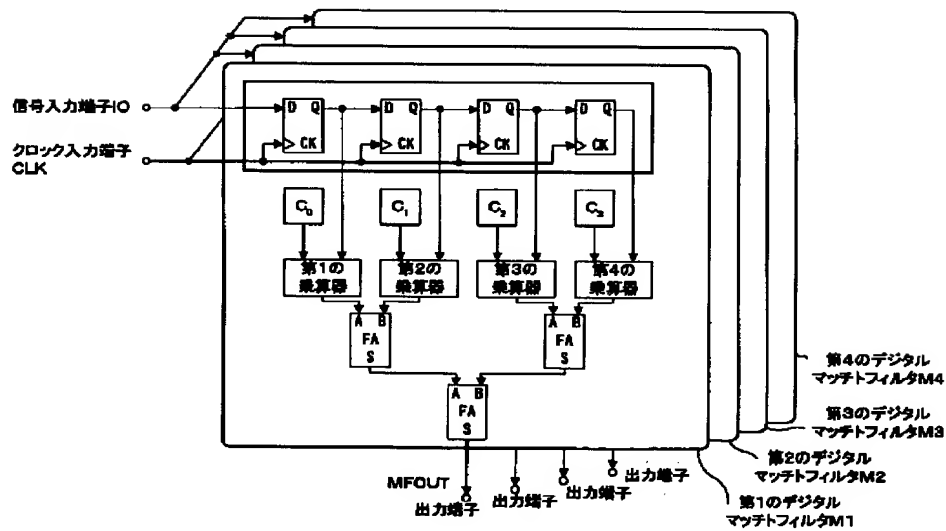 信号入力端子IO
D Q D Q D Q D Q
CK CK CK CK
クロック入力端子
CLK
C₀ C₁ C₂ C₃
第1の
乗算器
第2の
乗算器
第3の
乗算器
第4の
乗算器
A B
FA
S
A B
FA
S
A B
FA
S
第4のデジタル
マッチトフィルタM4
第3のデジタル
マッチトフィルタM3
第2のデジタル
マッチトフィルタM2
第1のデジタル
マッチトフィルタM1
MFOUT
出力端子
出力端子
出力端子
出力端子